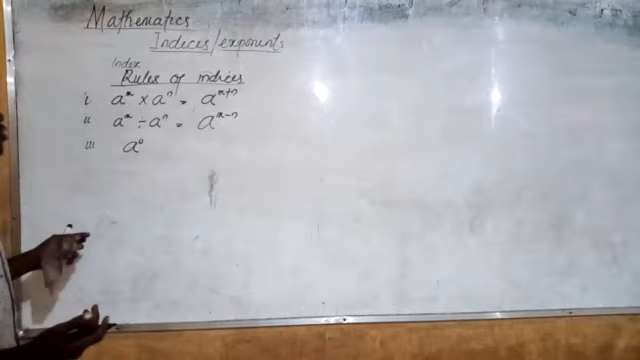 Mathematics
Indices/exponents
Index
Rules of indices
i aᵐ × aⁿ = aᵐ⁺ⁿ
ii aᵐ ÷ aⁿ = aᵐ⁻ⁿ
iii a⁰